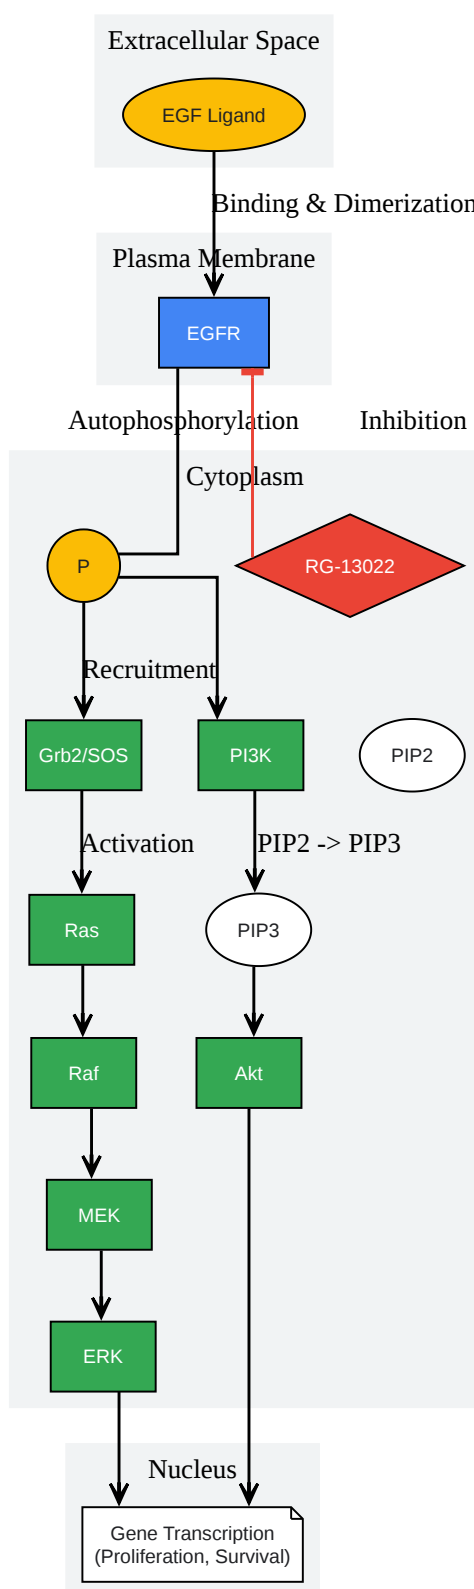 Extracellular Space
EGF Ligand
Binding & Dimerization
Plasma Membrane
EGFR
Autophosphorylation
Inhibition
Cytoplasm
P
RG-13022
Recruitment
Grb2/SOS
PI3K
PIP2
Activation
PIP2 -> PIP3
Ras
PIP3
Raf
Akt
MEK
ERK
Nucleus
Gene Transcription
(Proliferation, Survival)